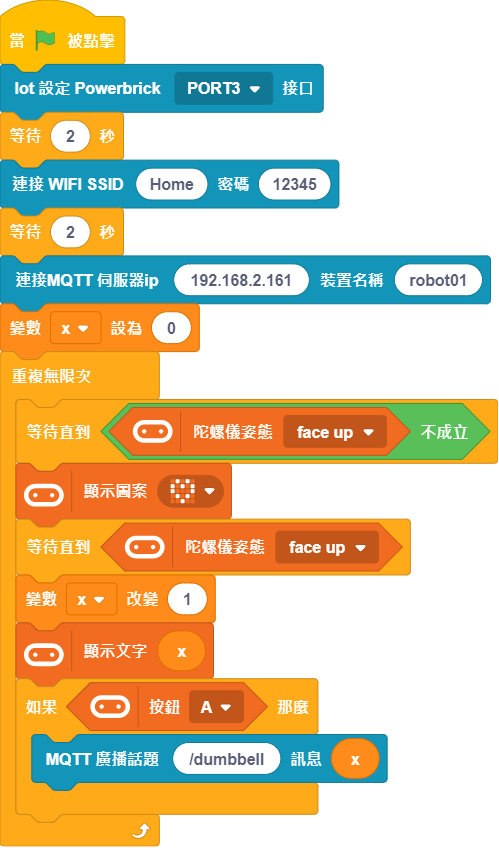 當 被點擊
Iot 設定 Powerbrick PORT3 接口
等待 2 秒
連接 WIFI SSID Home 密碼 12345
等待 2 秒
連接MQTT 伺服器ip 192.168.2.161 裝置名稱 robot01
變數 x 設為 0
重複無限次
等待直到 陀螺儀姿態 face up 不成立
顯示圖案
等待直到 陀螺儀姿態 face up
變數 x 改變 1
顯示文字 x
如果 按鈕 A 那麼
MQTT 廣播話題 /dumbbell 訊息 x